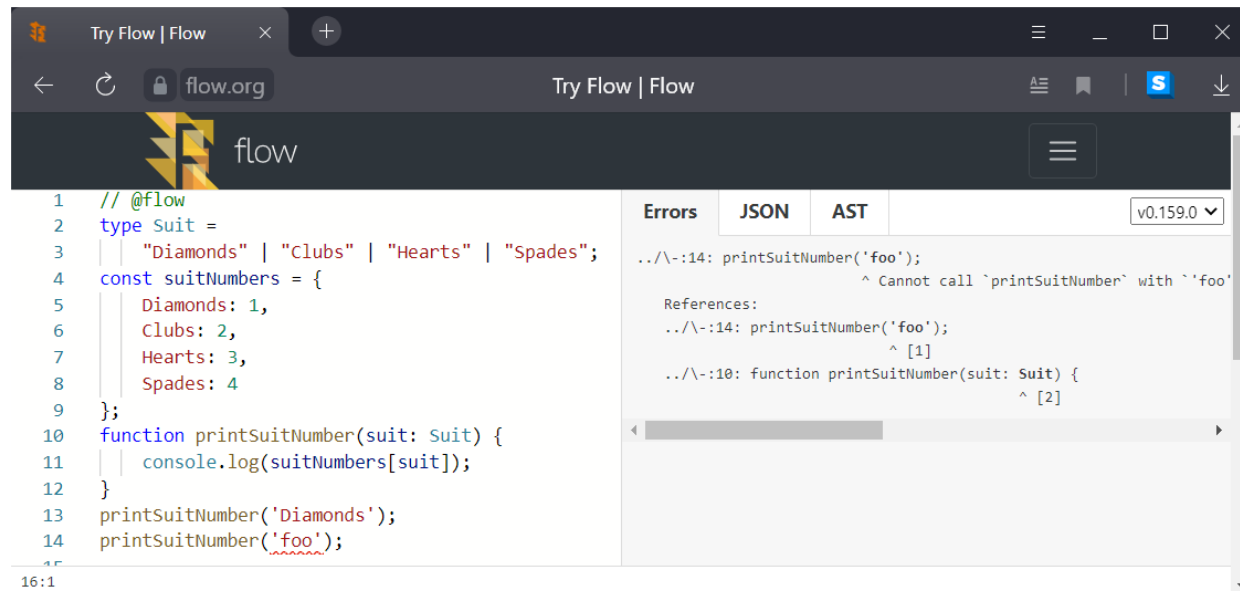 Try Flow | Flow
flow.org
Try Flow | Flow
S
flow
1 // @flow
2 type Suit =
3 "Diamonds" | "Clubs" | "Hearts" | "Spades";
4 const suitNumbers = {
5 Diamonds: 1,
6 Clubs: 2,
7 Hearts: 3,
8 Spades: 4
9 };
10 function printSuitNumber(suit: Suit) {
11 console.log(suitNumbers[suit]);
12 }
13 printSuitNumber('Diamonds');
14 printSuitNumber('foo');
16:1
Errors JSON AST v0.159.0
../\-:14: printSuitNumber('foo');
^ Cannot call `printSuitNumber` with `'foo'
References:
../\-:14: printSuitNumber('foo');
^ [1]
../\-:10: function printSuitNumber(suit: Suit) {
^ [2]